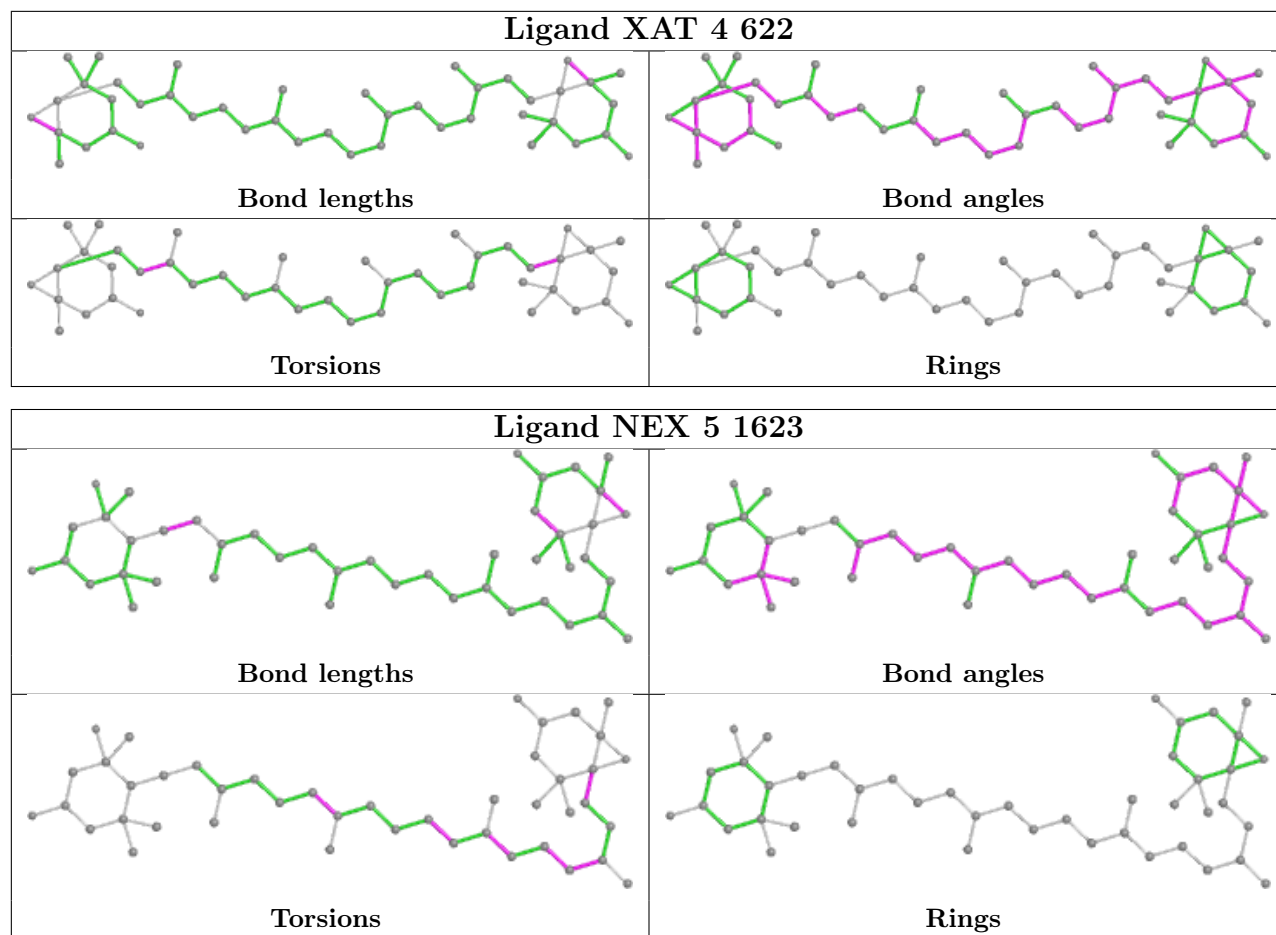 Ligand XAT 4 622
Bond lengths
Bond angles
Torsions
Rings
Ligand NEX 5 1623
Bond lengths
Bond angles
Torsions
Rings